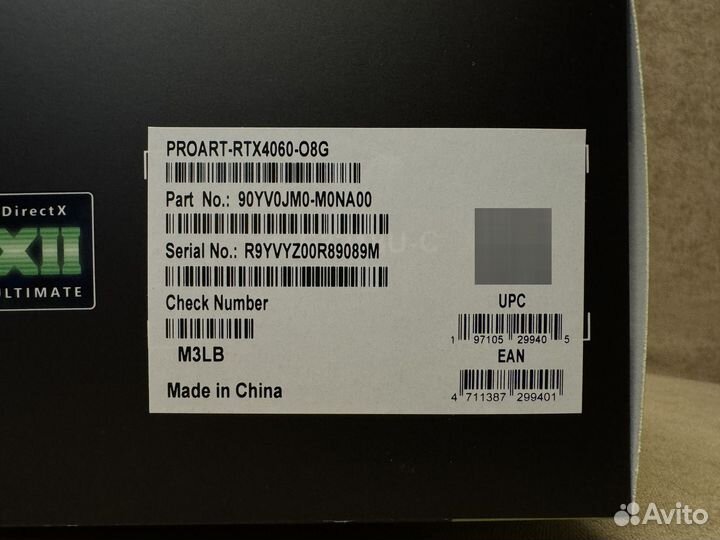 PROART-RTX4060-O8G
Part No.: 90YV0JM0-M0NA00
Serial No.: R9YVYZ00R89089M
Check Number
M3LB
Made in China
UPC
1 97105 29940 5
EAN
4 711387 299401
DirectX
XII
ULTIMATE
Avito